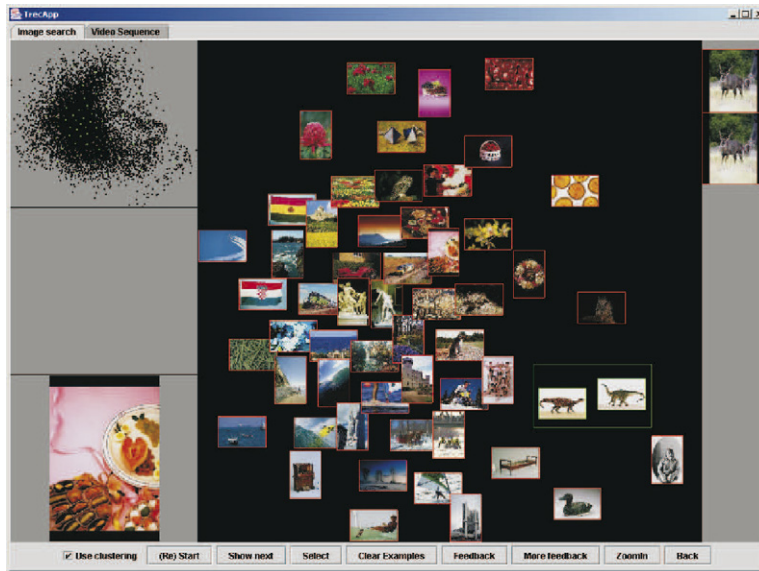 TrecApp
Image search Video Sequence
Use clustering (Re) Start Show next Select Clear Examples Feedback More feedback ZoomIn Back